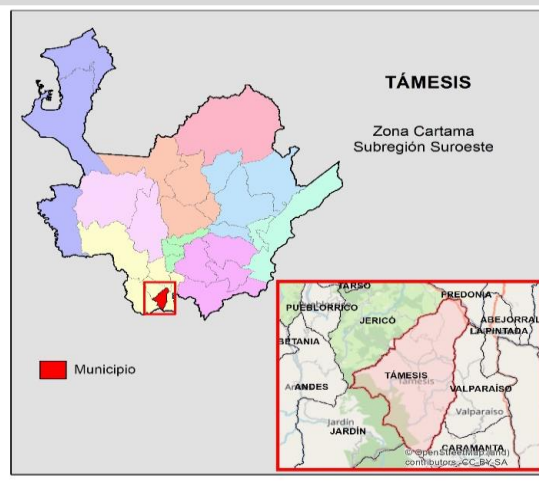 TÁMESIS
Zona Cartama
Subregión Suroeste
Municipio
TARSO
FREDONIA
PUEBLORRICO
JERICÓ
ABEJORRAL
LA PINTADA
BETANIA
TÁMESIS
Támesis
ANDES
VALPARAÍSO
Valparaíso
Jardín
JARDÍN
CARAMANTA
© OpenStreetMap (and)
contributors, CC-BY-SA